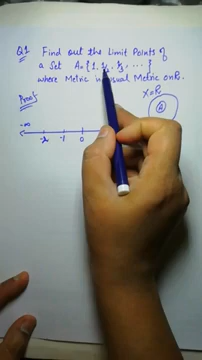 Q1 Find out the Limit Points of
a Set A = {1, 1/2, 1/3, ...}
where Metric in usual Metric on R.
Proof
X = R
A
-∞
-2 -1 0